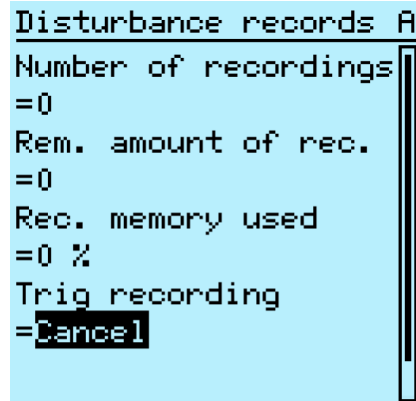 Disturbance records A
Number of recordings
=0
Rem. amount of rec.
=0
Rec. memory used
=0 %
Trig recording
=Cancel